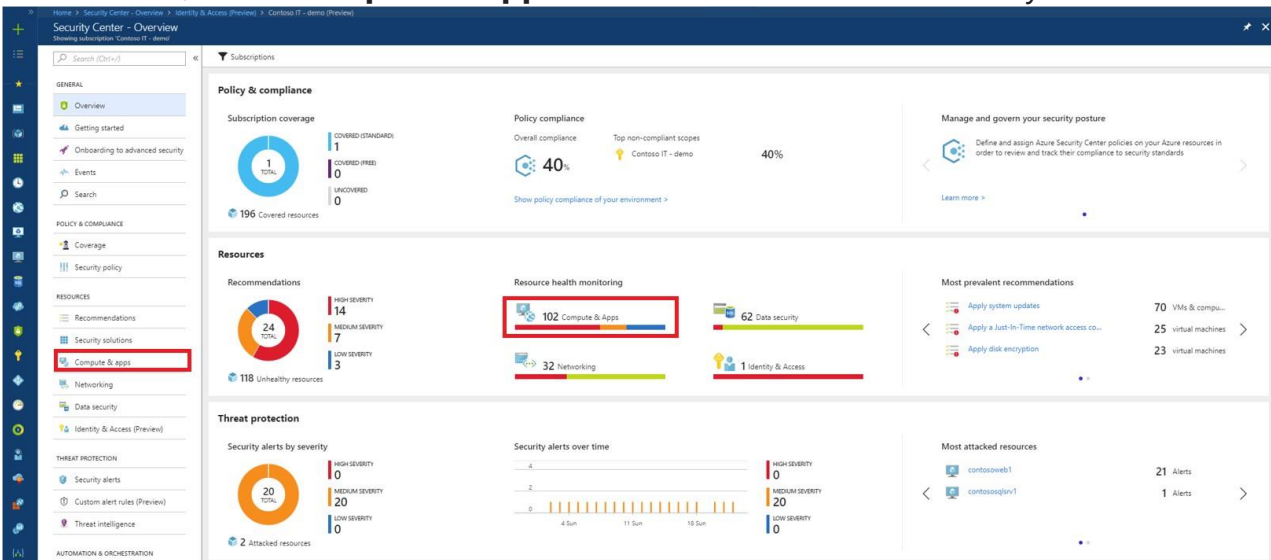 Home > Security Center - Overview > Identity & Access (Preview) > Contoso IT - demo (Preview)
Security Center - Overview
Showing subscription 'Contoso IT - demo'
Search (Ctrl+/)
GENERAL
Overview
Getting started
Onboarding to advanced security
Events
Search
POLICY & COMPLIANCE
Coverage
Security policy
RESOURCES
Recommendations
Security solutions
Compute & apps
Networking
Data security
Identity & Access (Preview)
THREAT PROTECTION
Security alerts
Custom alert rules (Preview)
Threat intelligence
AUTOMATION & ORCHESTRATION
Subscriptions
Policy & compliance
Subscription coverage
1
TOTAL
COVERED (STANDARD)
1
COVERED (FREE)
0
UNCOVERED
0
196 Covered resources
Policy compliance
Overall compliance
40%
Top non-compliant scopes
Contoso IT - demo 40%
Show policy compliance of your environment >
Manage and govern your security posture
Define and assign Azure Security Center policies on your Azure resources in
order to review and track their compliance to security standards
Learn more >
Resources
Recommendations
24
TOTAL
HIGH SEVERITY
14
MEDIUM SEVERITY
7
LOW SEVERITY
3
118 Unhealthy resources
Resource health monitoring
102 Compute & Apps
62 Data security
32 Networking
1 Identity & Access
Most prevalent recommendations
Apply system updates 70 VMs & compu...
Apply a Just-In-Time network access co... 25 virtual machines
Apply disk encryption 23 virtual machines
Threat protection
Security alerts by severity
20
TOTAL
HIGH SEVERITY
0
MEDIUM SEVERITY
20
LOW SEVERITY
0
2 Attacked resources
Security alerts over time
4
2
0
4 Sun 11 Sun 18 Sun
HIGH SEVERITY
0
MEDIUM SEVERITY
20
LOW SEVERITY
0
Most attacked resources
contosoweb1 21 Alerts
contososqlsrv1 1 Alerts